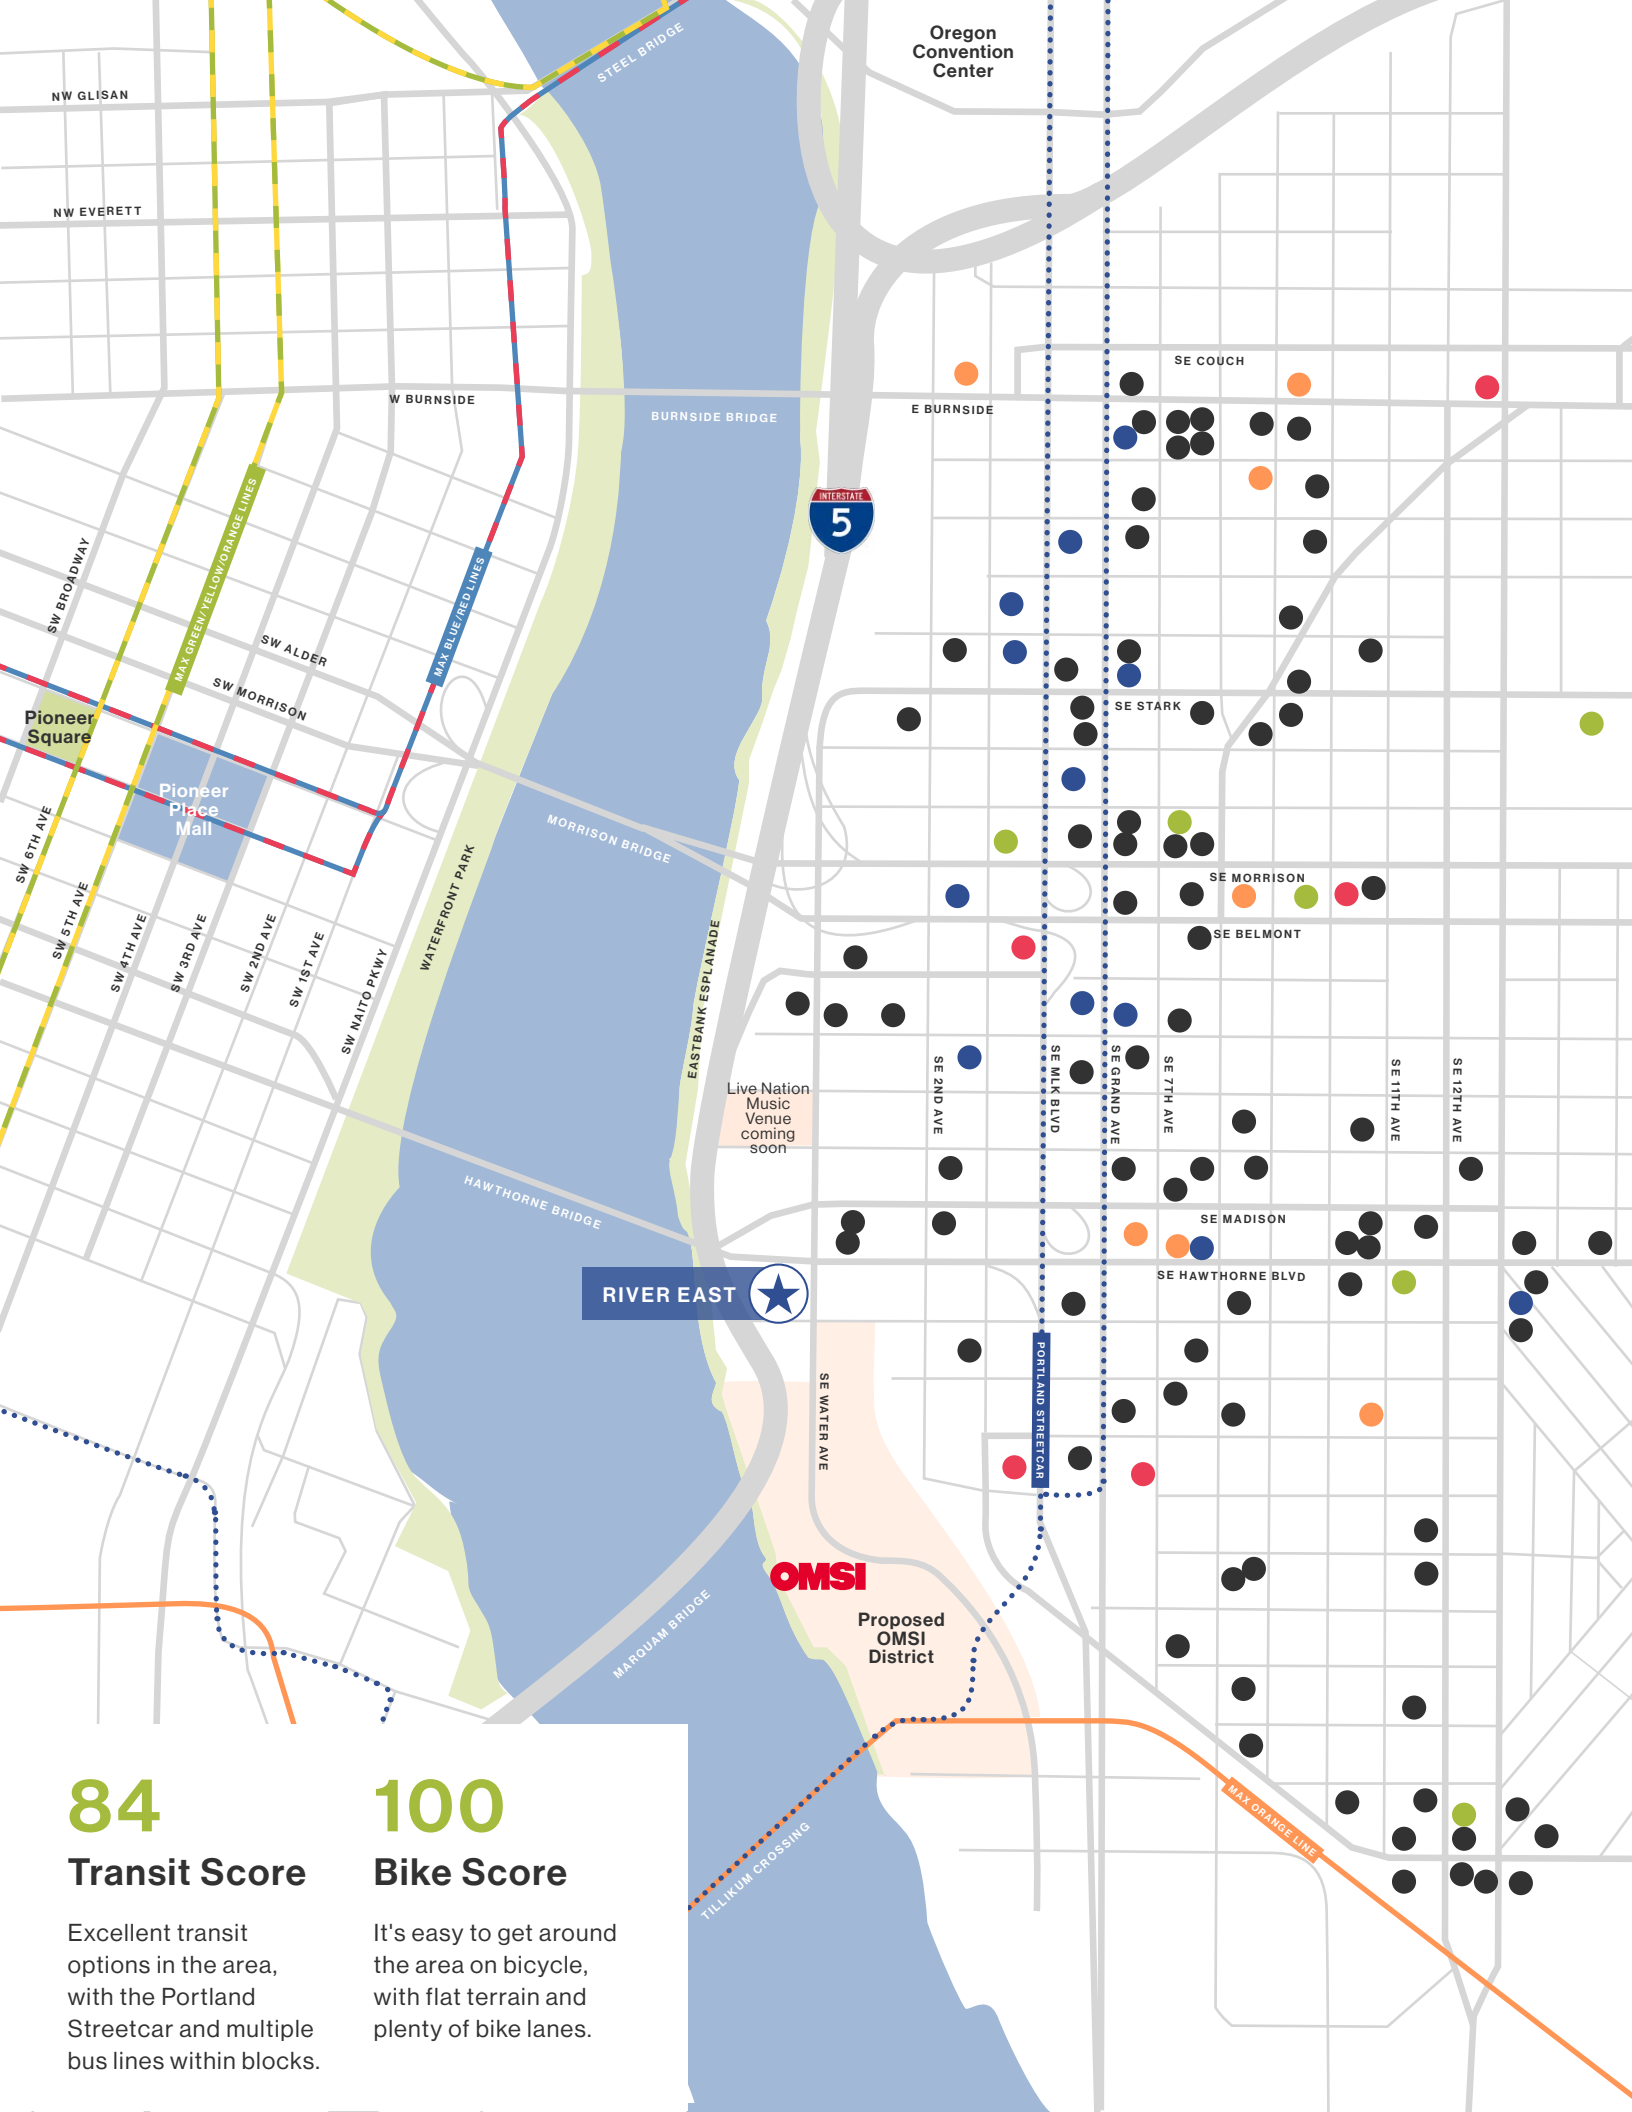 Oregon
Convention
Center
STEEL BRIDGE
NW GLISAN
NW EVERETT
SE COUCH
W BURNSIDE
BURNSIDE BRIDGE
E BURNSIDE
INTERSTATE
5
MAX GREEN/YELLOW/ORANGE LINES
MAX BLUE/RED LINES
SW BROADWAY
SW ALDER
SW MORRISON
Pioneer
Square
Pioneer
Place
Mall
SE STARK
MORRISON BRIDGE
SW 6TH AVE
SW 5TH AVE
SW 4TH AVE
SW 3RD AVE
SW 2ND AVE
SW 1ST AVE
SW NAITO PKWY
WATERFRONT PARK
EASTBANK ESPLANADE
SE MORRISON
SE BELMONT
Live Nation
Music
Venue
coming
soon
SE 2ND AVE
SE MLK BLVD
SE GRAND AVE
SE 7TH AVE
SE 11TH AVE
SE 12TH AVE
HAWTHORNE BRIDGE
SE MADISON
SE HAWTHORNE BLVD
RIVER EAST
SE WATER AVE
PORTLAND STREETCAR
OMSI
Proposed
OMSI
District
MARQUAM BRIDGE
TILLIKUM CROSSING
MAX ORANGE LINE
84
Transit Score
Excellent transit
options in the area,
with the Portland
Streetcar and multiple
bus lines within blocks.
100
Bike Score
It's easy to get around
the area on bicycle,
with flat terrain and
plenty of bike lanes.